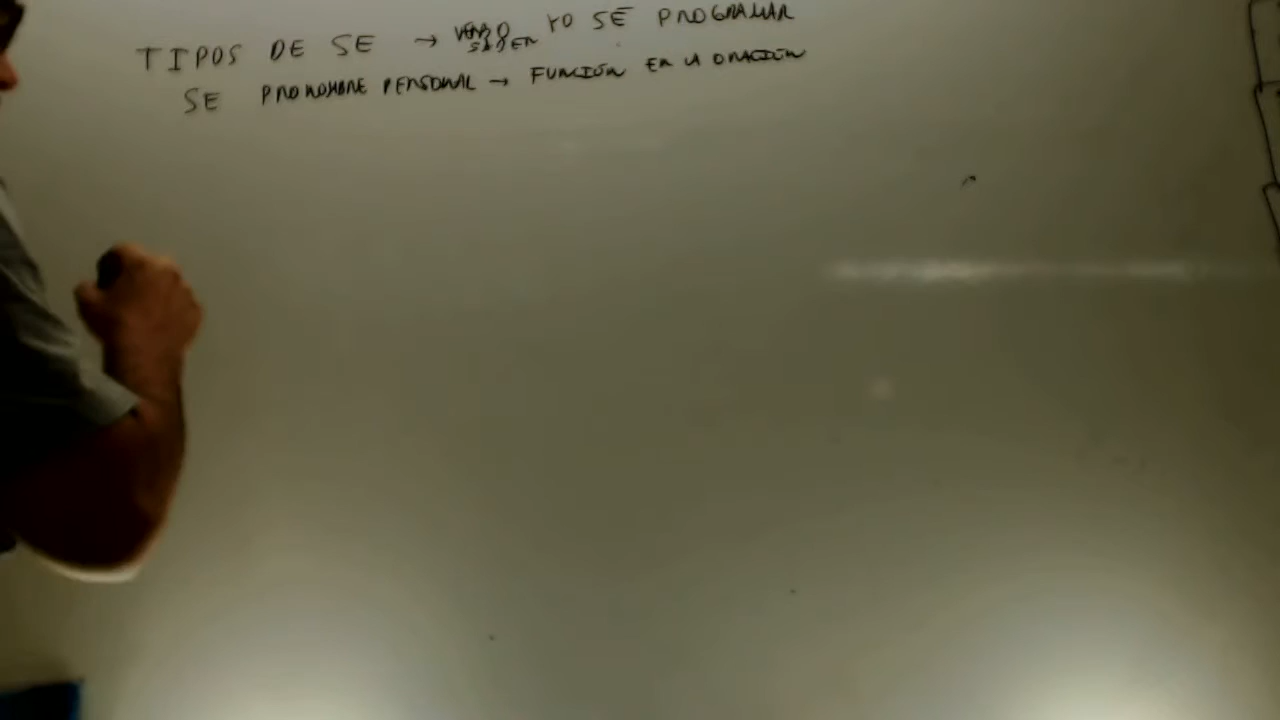 TIPOS DE SE → VERBO SABER YO SÉ PROGRAMAR
SE PRONOMBRE PERSONAL → FUNCIÓN EN LA ORACIÓN